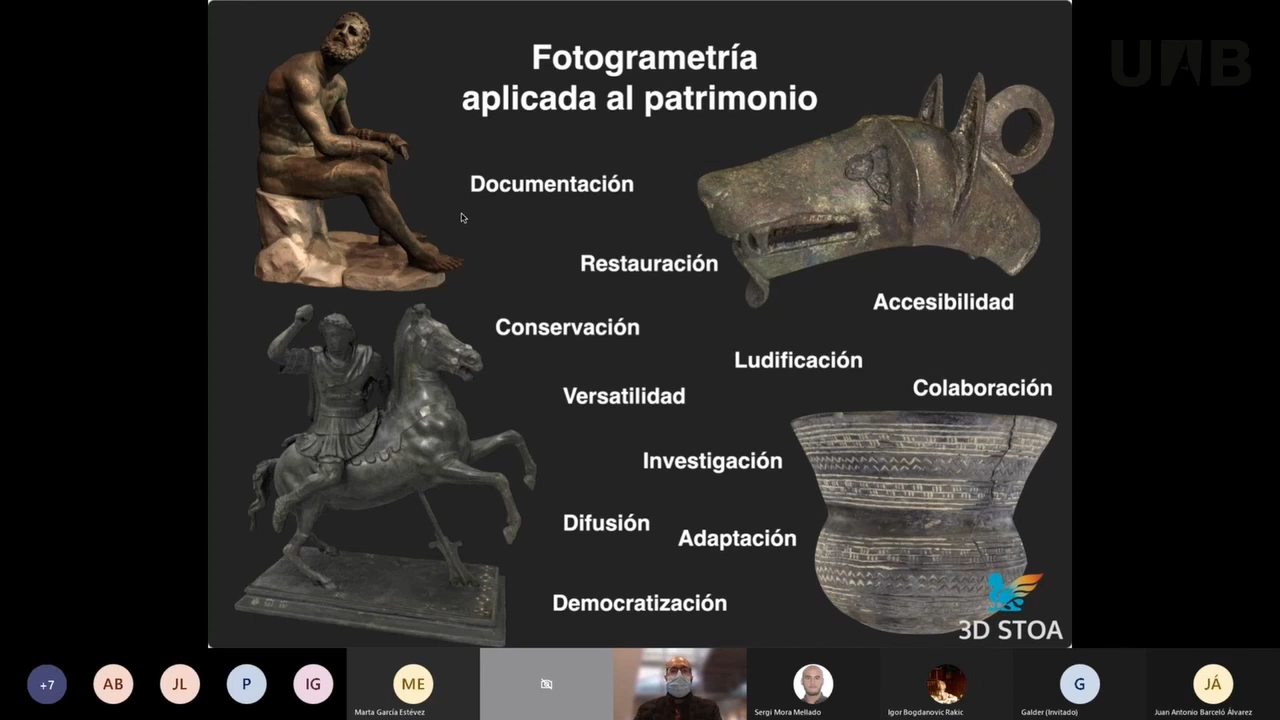 Fotogrametría
aplicada al patrimonio
UAB
Documentación
Restauración
Accesibilidad
Conservación
Ludificación
Colaboración
Versatilidad
Investigación
Difusión
Adaptación
Democratización
3D STOA
+7
AB
JL
P
IG
ME
G
JÁ
Marta García Estévez
Sergi Mora Mellado
Igor Bogdanovic Rakic
Galder (Invitado)
Juan Antonio Barceló Álvarez